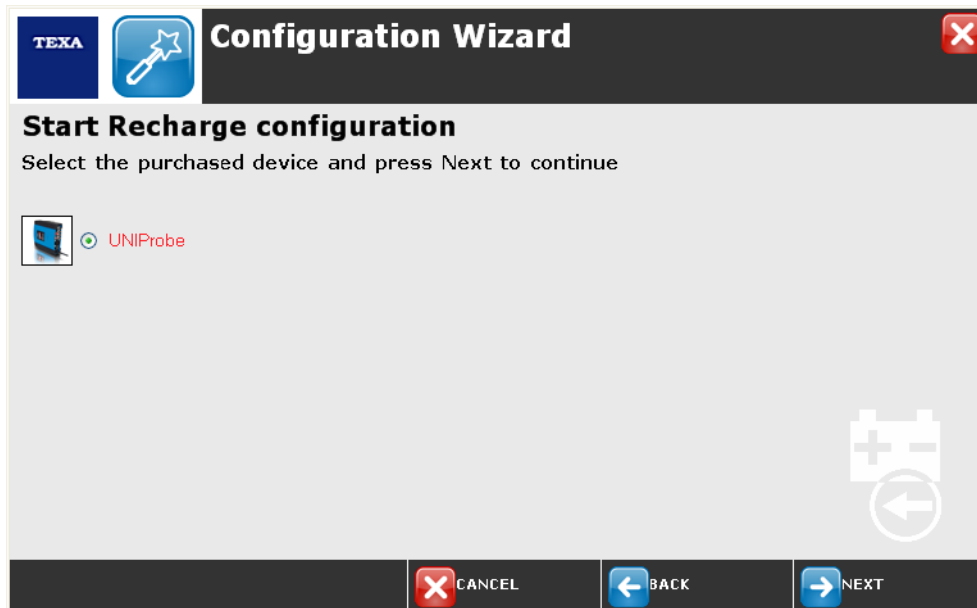 TEXA
Configuration Wizard
Start Recharge configuration
Select the purchased device and press Next to continue
UNIProbe
CANCEL
BACK
NEXT